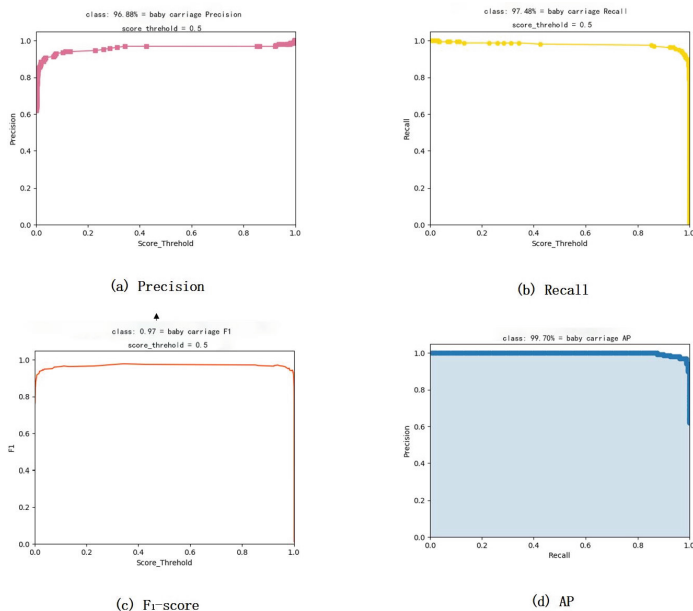 class: 96.88% = baby carriage Precision
score threhold = 0.5
1.0
0.8
0.6
0.4
0.2
0.0
Precision
0.0 0.2 0.4 0.6 0.8 1.0
Score_Threhold
(a) Precision
class: 97.48% = baby carriage Recall
score_threhold = 0.5
1.0
0.8
0.6
0.4
0.2
0.0
Recall
0.0 0.2 0.4 0.6 0.8 1.0
Score_Threhold
(b) Recall
class: 0.97 = baby carriage F1
score_threhold = 0.5
1.0
0.8
0.6
0.4
0.2
0.0
F1
0.0 0.2 0.4 0.6 0.8 1.0
Score_Threhold
(c) F₁-score
class: 99.70% = baby carriage AP
1.0
0.8
0.6
0.4
0.2
0.0
Precision
0.0 0.2 0.4 0.6 0.8 1.0
Recall
(d) AP